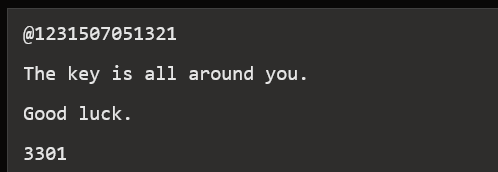 @1231507051321
The key is all around you.
Good luck.
3301